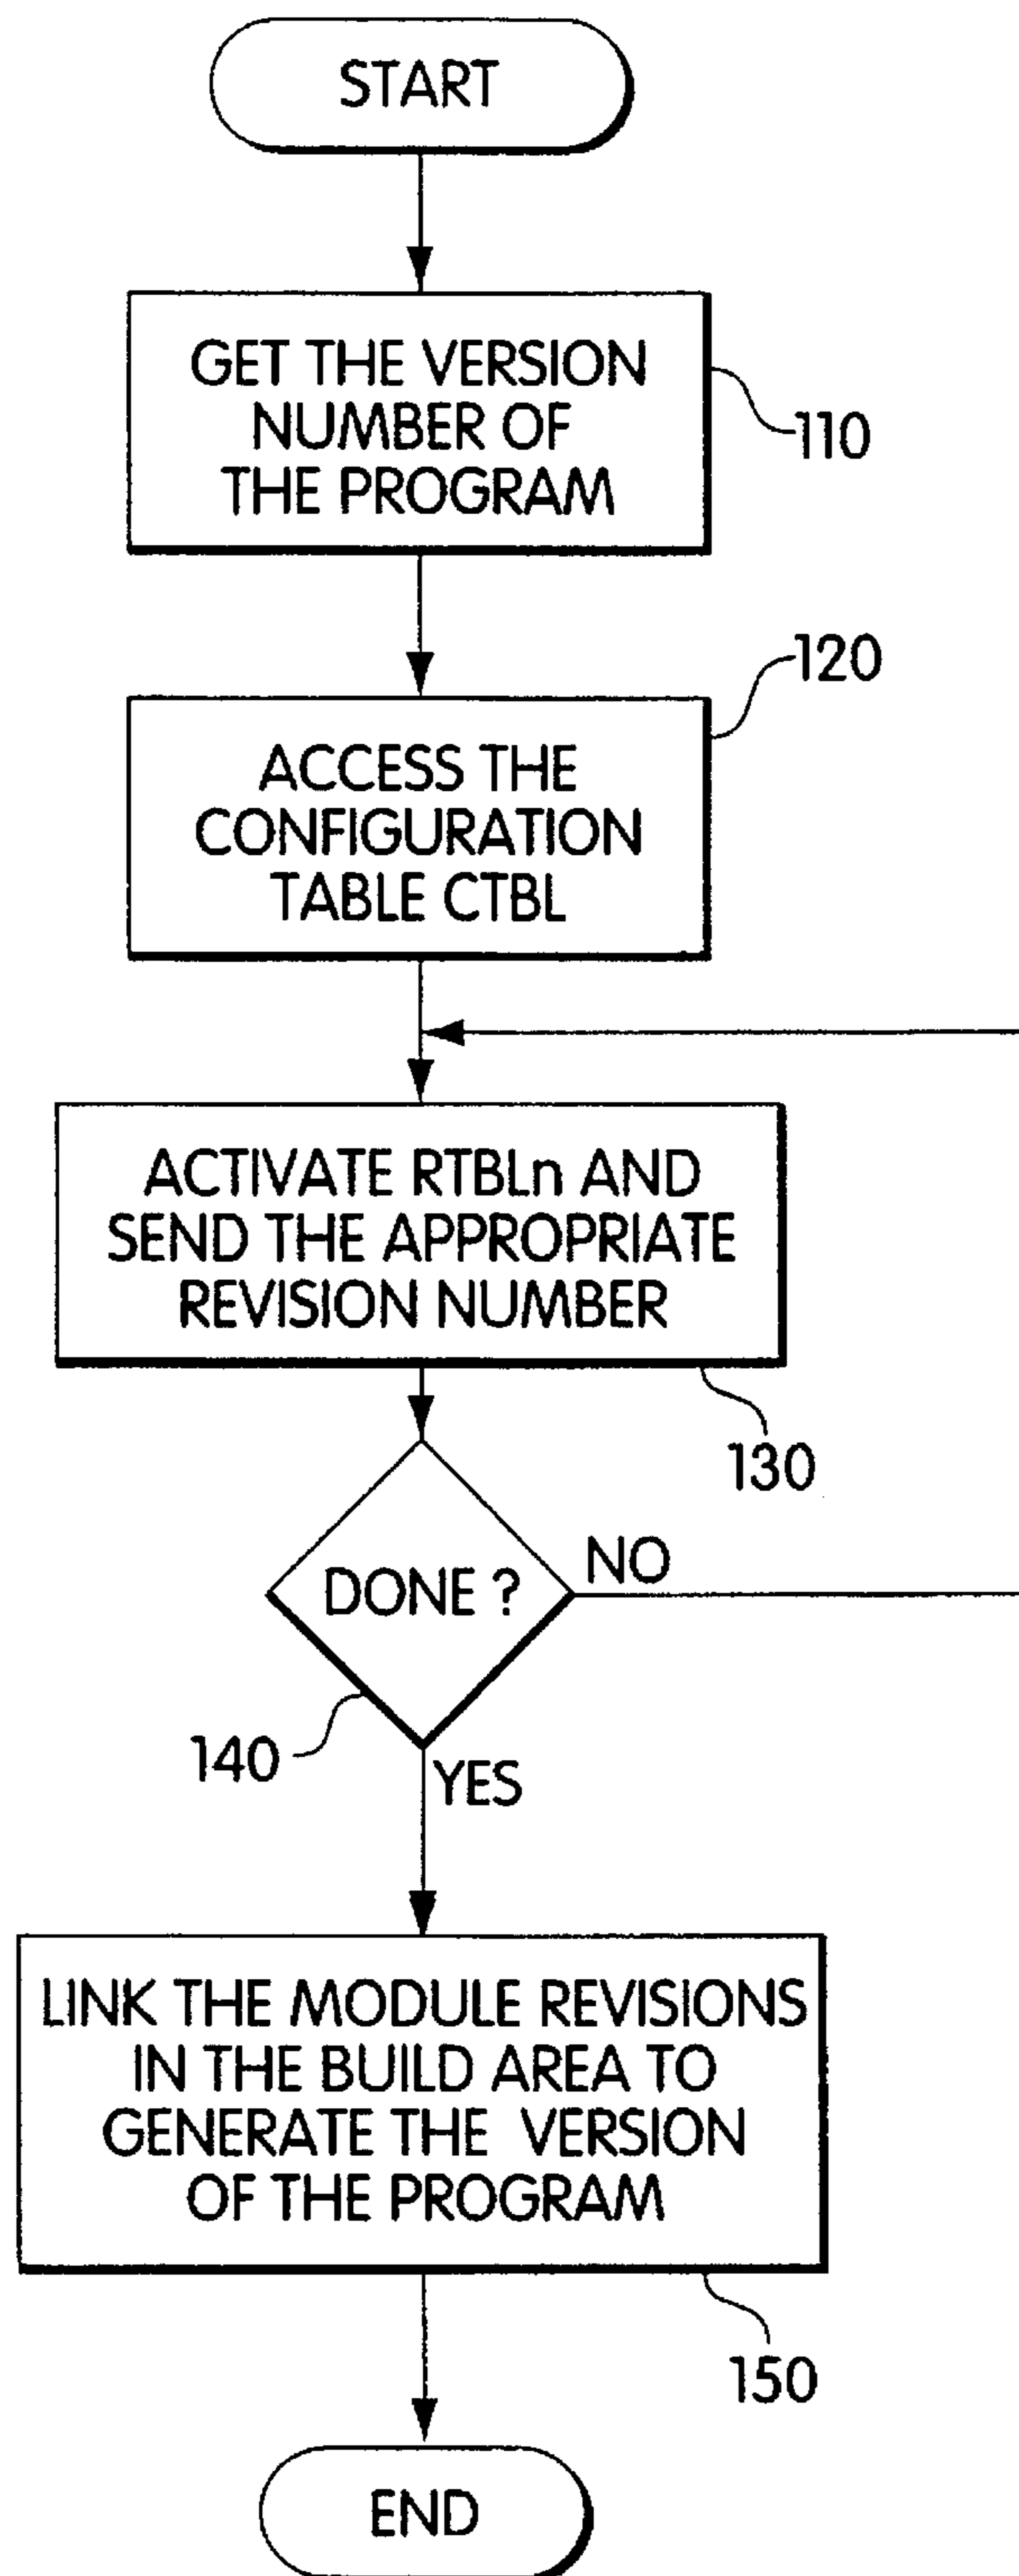 START
GET THE VERSION
NUMBER OF
THE PROGRAM
110
120
ACCESS THE
CONFIGURATION
TABLE CTBL
ACTIVATE RTBLn AND
SEND THE APPROPRIATE
REVISION NUMBER
130
DONE ?
NO
140
YES
LINK THE MODULE REVISIONS
IN THE BUILD AREA TO
GENERATE THE VERSION
OF THE PROGRAM
150
END